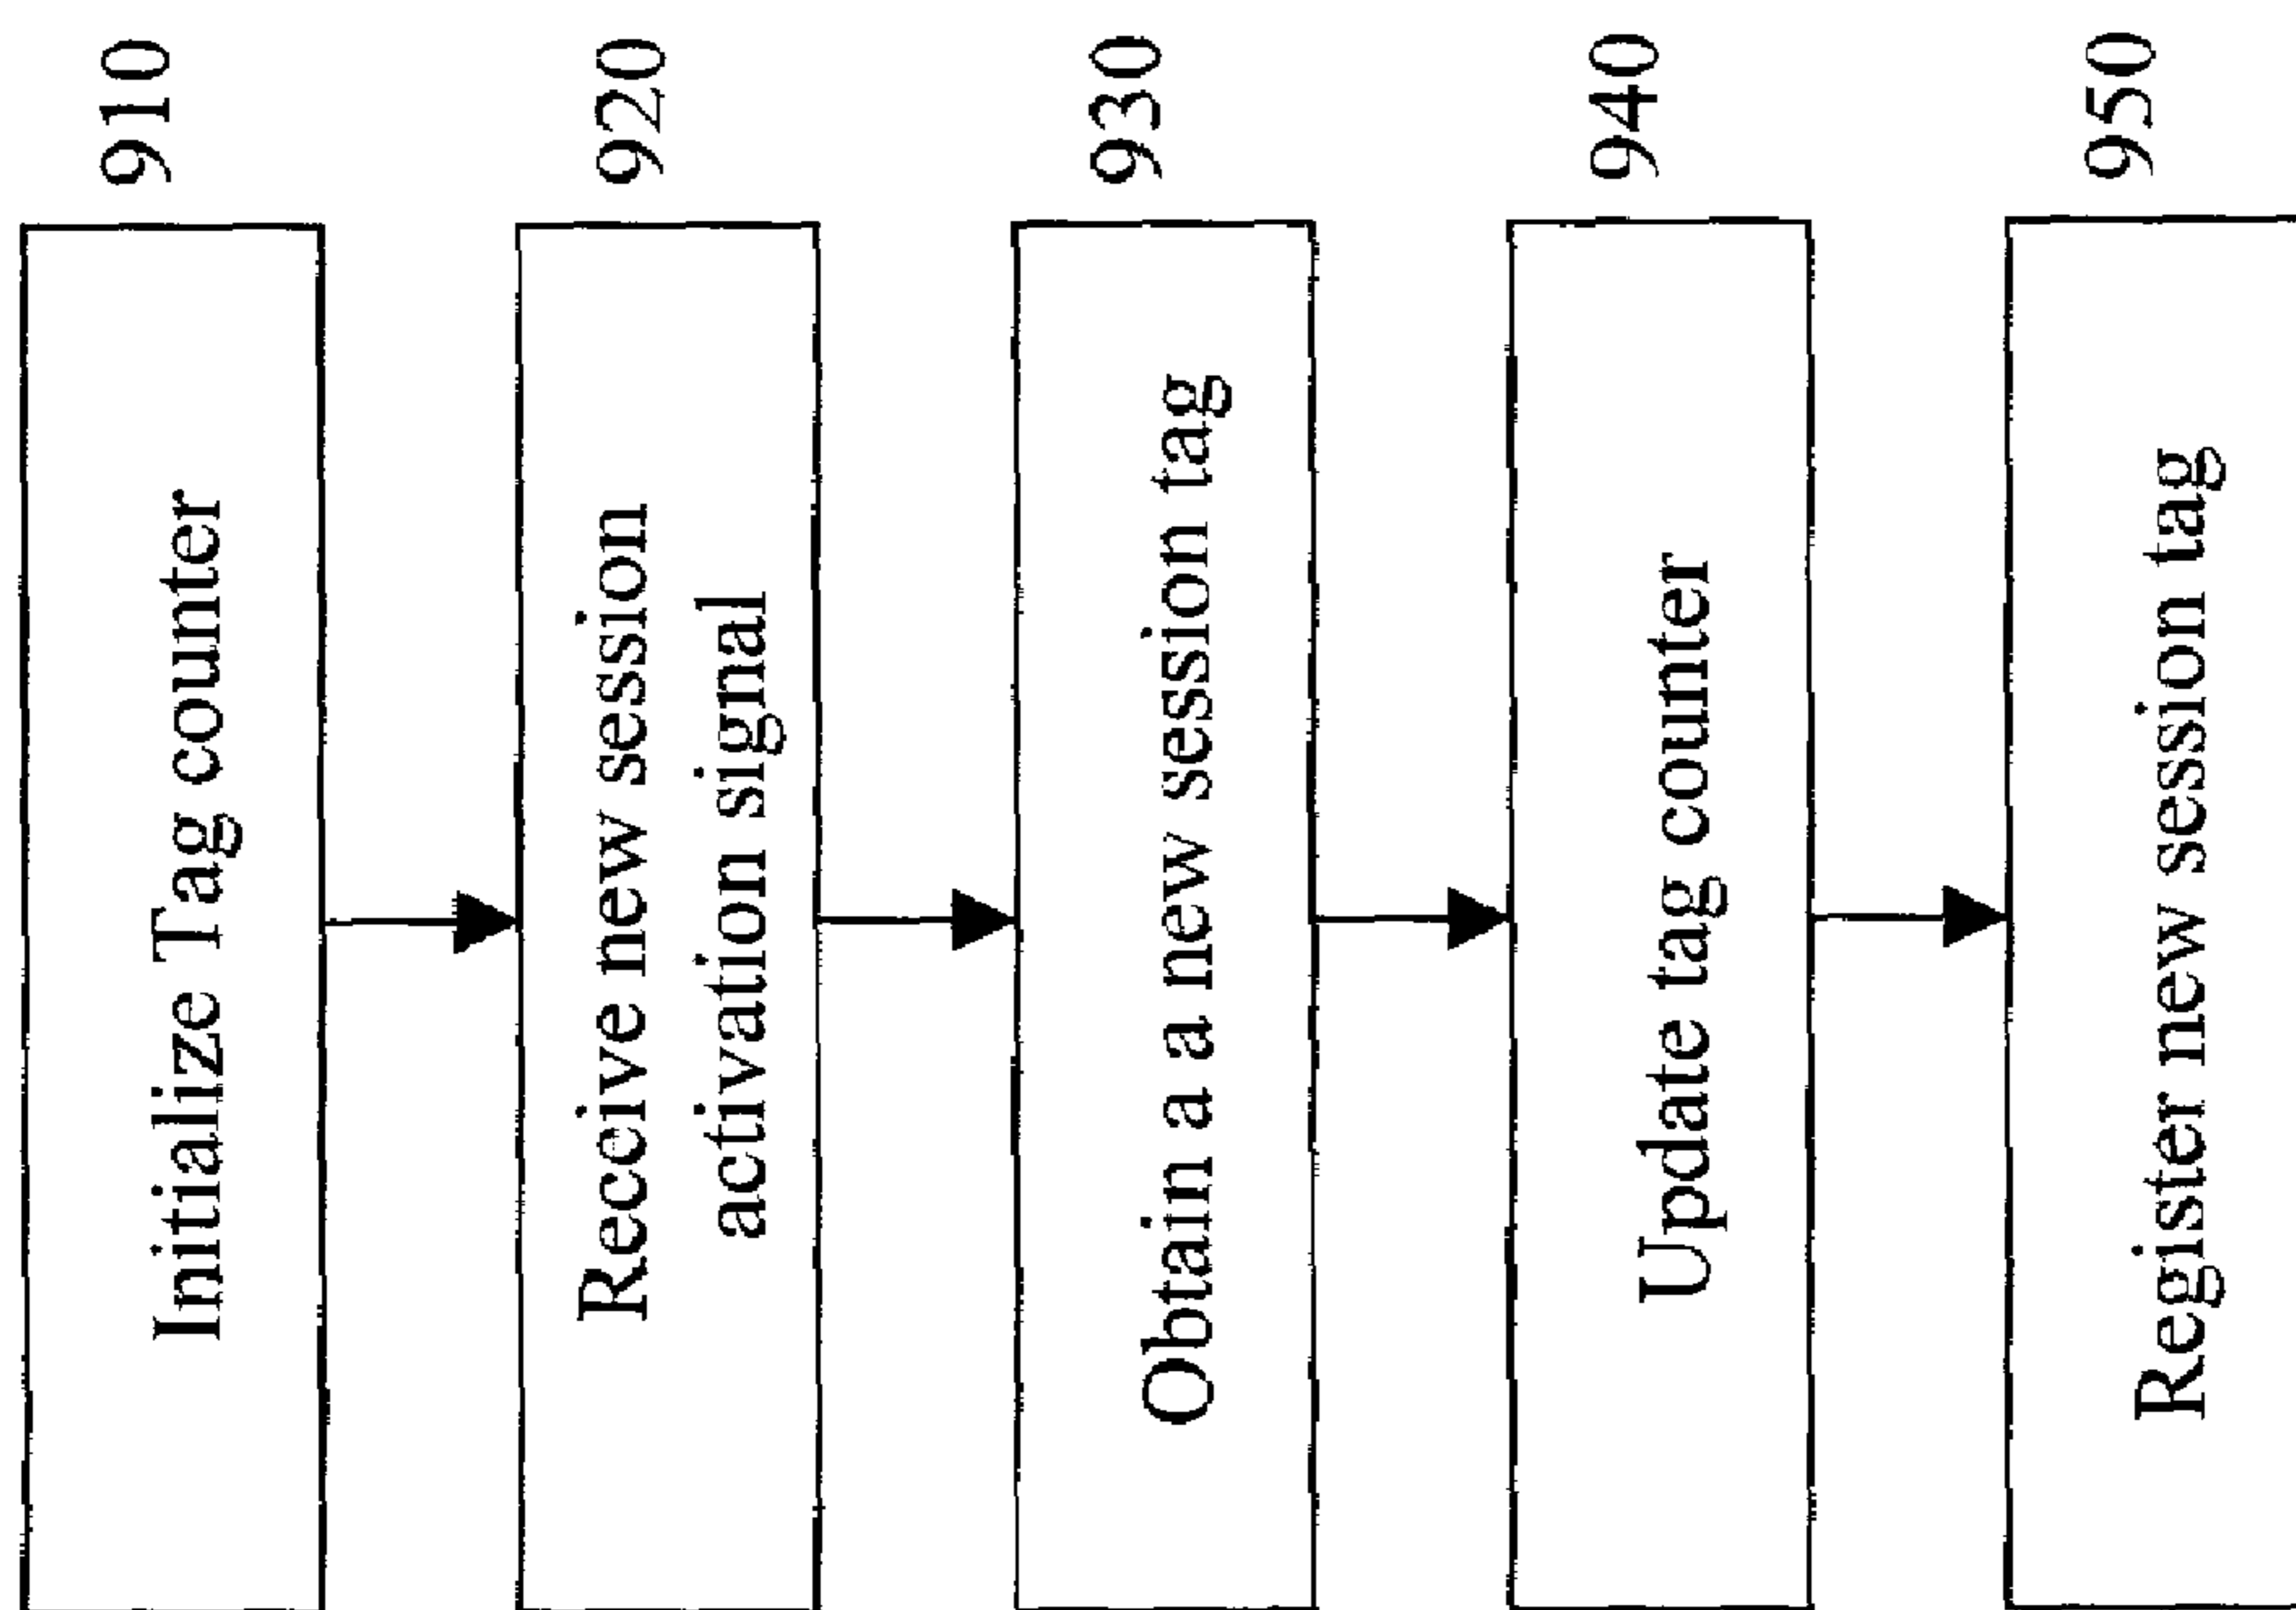 Initialize Tag counter
910
Receive new session
activation signal
920
Obtain a a new session tag
930
Update tag counter
940
Register new session tag
950